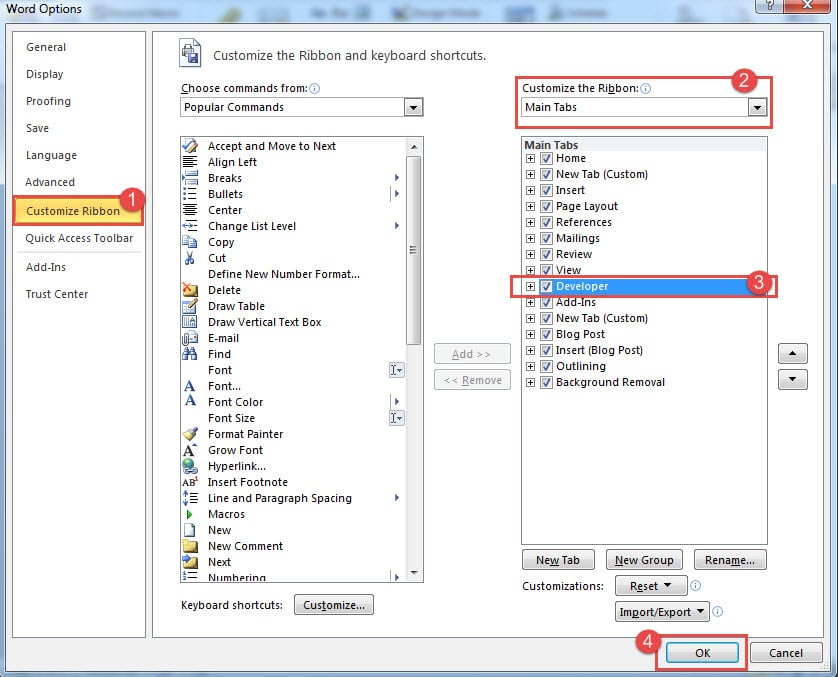 Word Options
General
Display
Proofing
Save
Language
Advanced
Customize Ribbon
1
Quick Access Toolbar
Add-Ins
Trust Center
Customize the Ribbon and keyboard shortcuts.
Choose commands from:
Popular Commands
Accept and Move to Next
Align Left
Breaks
Bullets
Center
Change List Level
Copy
Cut
Define New Number Format...
Delete
Draw Table
Draw Vertical Text Box
E-mail
Find
Font
Font...
Font Color
Font Size
Format Painter
Grow Font
Hyperlink...
Insert Footnote
Line and Paragraph Spacing
Macros
New
New Comment
Next
Numbering
Keyboard shortcuts: Customize...
Add >>
<< Remove
Customize the Ribbon:
2
Main Tabs
Main Tabs
Home
New Tab (Custom)
Insert
Page Layout
References
Mailings
Review
View
Developer
3
Add-Ins
New Tab (Custom)
Blog Post
Insert (Blog Post)
Outlining
Background Removal
New Tab New Group Rename...
Customizations: Reset
Import/Export
4
OK Cancel